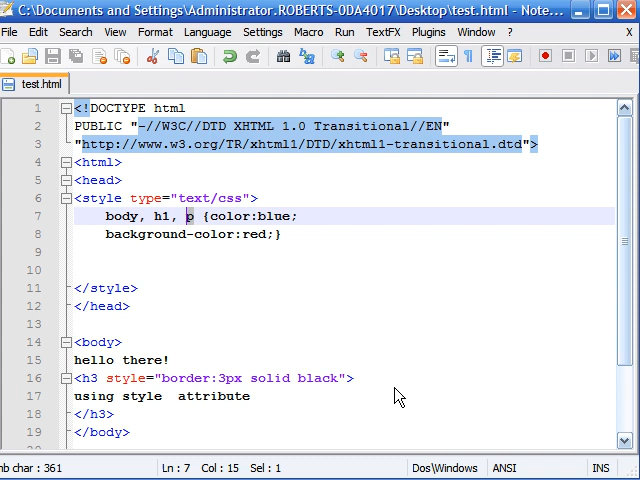 C:\Documents and Settings\Administrator.ROBERTS-0DA4017\Desktop\test.html - Note...
File Edit Search View Format Language Settings Macro Run TextFX Plugins Window ? X
test.html
1 <!DOCTYPE html
2 PUBLIC "-//W3C//DTD XHTML 1.0 Transitional//EN"
3 "http://www.w3.org/TR/xhtml1/DTD/xhtml1-transitional.dtd">
4 <html>
5 <head>
6 <style type="text/css">
7 body, h1, p {color:blue;
8 background-color:red;}
9
10
11 </style>
12 </head>
13
14 <body>
15 hello there!
16 <h3 style="border:3px solid black">
17 using style  attribute
18 </h3>
19 </body>
nb char : 361 Ln : 7 Col : 15 Sel : 1 Dos\Windows ANSI INS